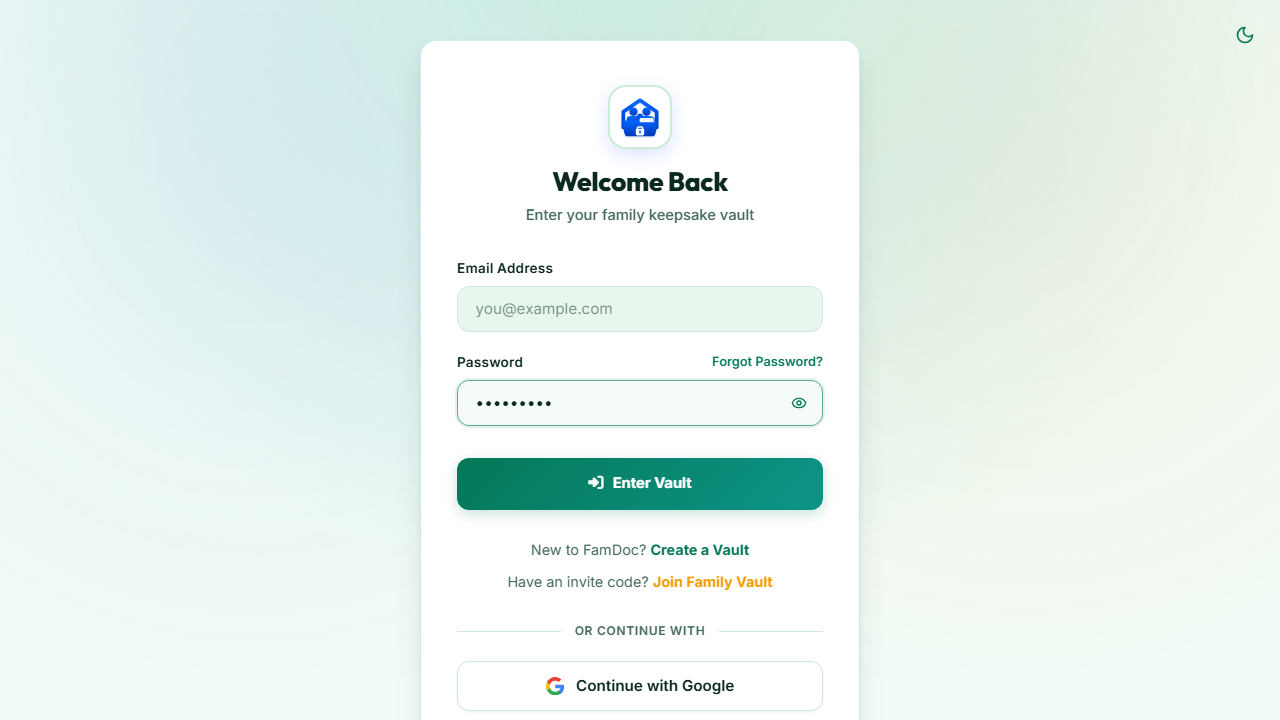 Welcome Back
Enter your family keepsake vault
Email Address
you@example.com
Password Forgot Password?
•••••••••
Enter Vault
New to FamDoc? Create a Vault
Have an invite code? Join Family Vault
OR CONTINUE WITH
Continue with Google